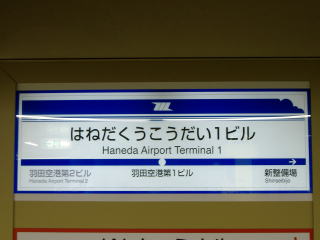 はねだくうこうだい1ビル
Haneda Airport Terminal 1
羽田空港第2ビル 羽田空港第1ビル 新整備場
Haneda Airport Terminal 2 Shinseibijo